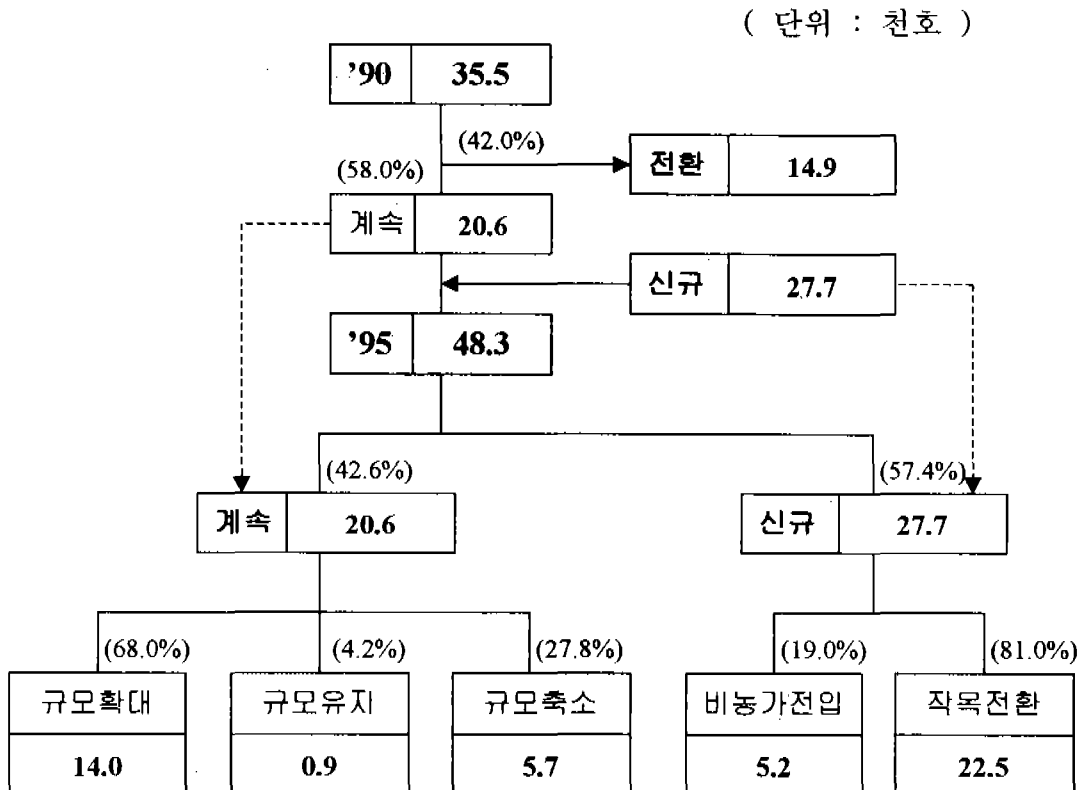 ( 단위 : 천호 )
’90 35.5
(42.0%)
전환 14.9
(58.0%)
계속 20.6
신규 27.7
’95 48.3
(42.6%) (57.4%)
계속 20.6 신규 27.7
(68.0%) (4.2%) (27.8%) (19.0%) (81.0%)
규모확대 규모유지 규모축소 비농가전입 작목전환
14.0 0.9 5.7 5.2 22.5